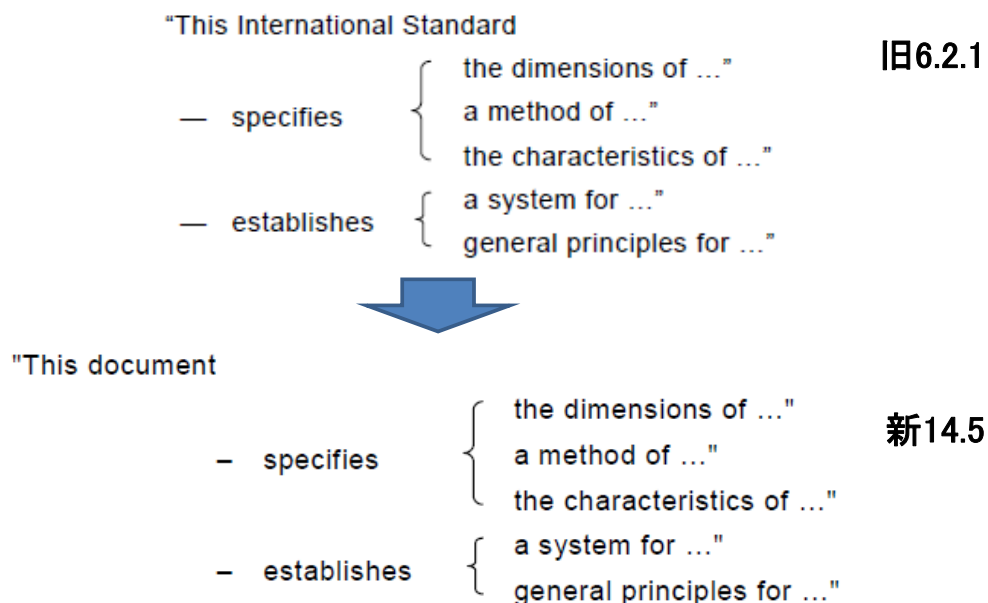 “This International Standard
旧6.2.1
the dimensions of …”
— specifies
a method of …”
the characteristics of …”
a system for …”
— establishes
general principles for …”
"This document
the dimensions of …"
新14.5
– specifies
a method of …"
the characteristics of …"
a system for …"
– establishes
general principles for …"